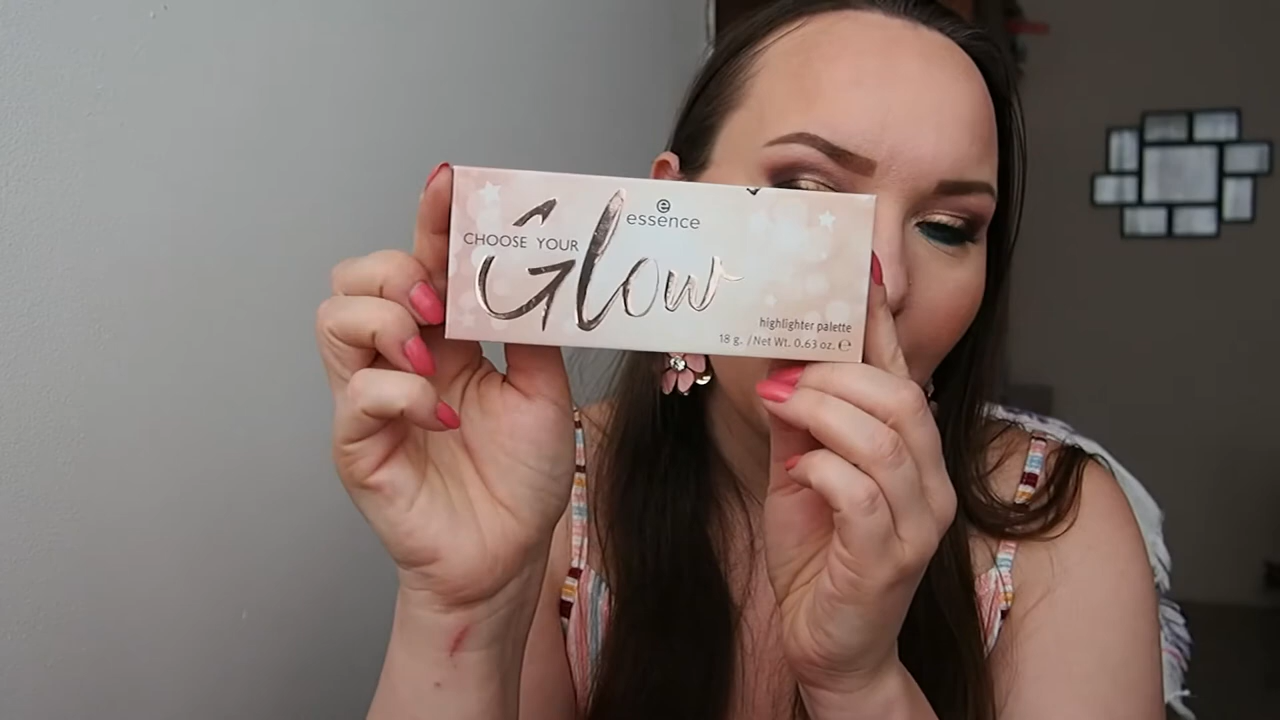 essence
CHOOSE YOUR
Glow
highlighter palette
18 g. / Net Wt. 0.63 oz. ℮